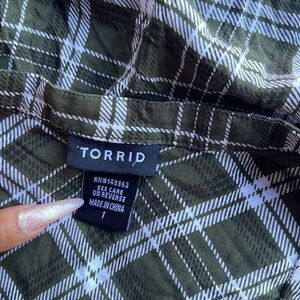 TORRID
RN#148862
SEE CARE
ON REVERSE
MADE IN CHINA
1